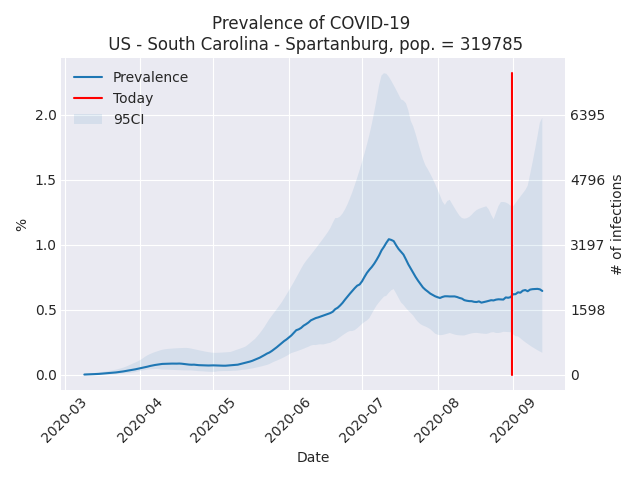 Prevalence of COVID-19
US - South Carolina - Spartanburg, pop. = 319785
Prevalence
Today
95CI
%
2.0
1.5
1.0
0.5
0.0
6395
4796
3197
1598
0
# of infections
2020-03
2020-04
2020-05
2020-06
2020-07
2020-08
2020-09
Date